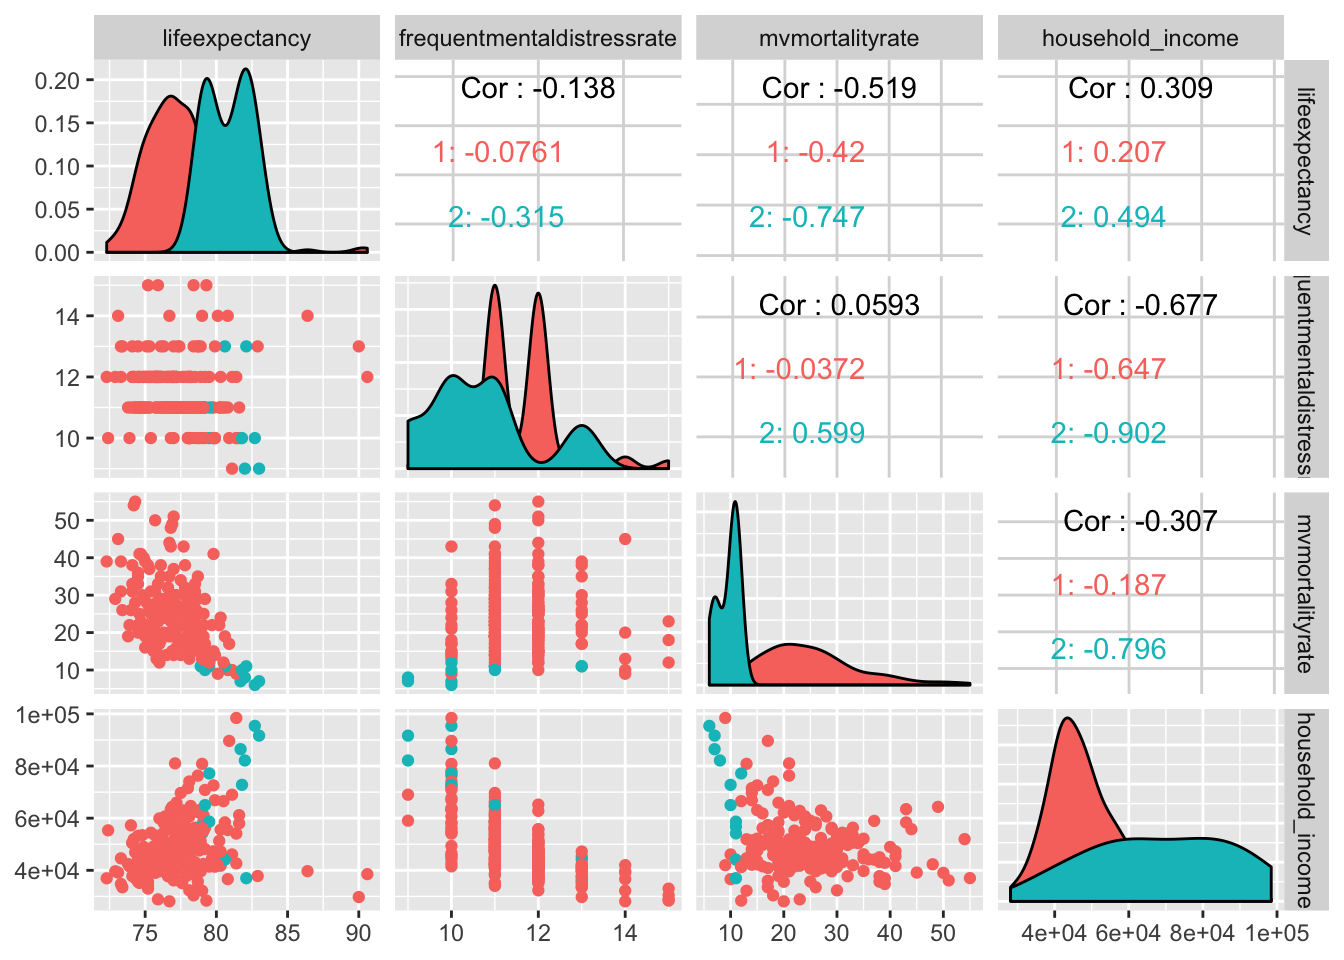 lifeexpectancy
frequentmentaldistressrate
mvmortalityrate
household_income
0.20
0.15
0.10
0.05
0.00
Cor : -0.138
1: -0.0761
2: -0.315
Cor : -0.519
1: -0.42
2: -0.747
Cor : 0.309
1: 0.207
2: 0.494
lifeexpectancy
14
12
10
Cor : 0.0593
1: -0.0372
2: 0.599
Cor : -0.677
1: -0.647
2: -0.902
quentmentaldistressr
50
40
30
20
10
Cor : -0.307
1: -0.187
2: -0.796
mvmortalityrate
1e+05
8e+04
6e+04
4e+04
household_income
75
80
85
90
10
12
14
10
20
30
40
50
4e+04
6e+04
8e+04
1e+05